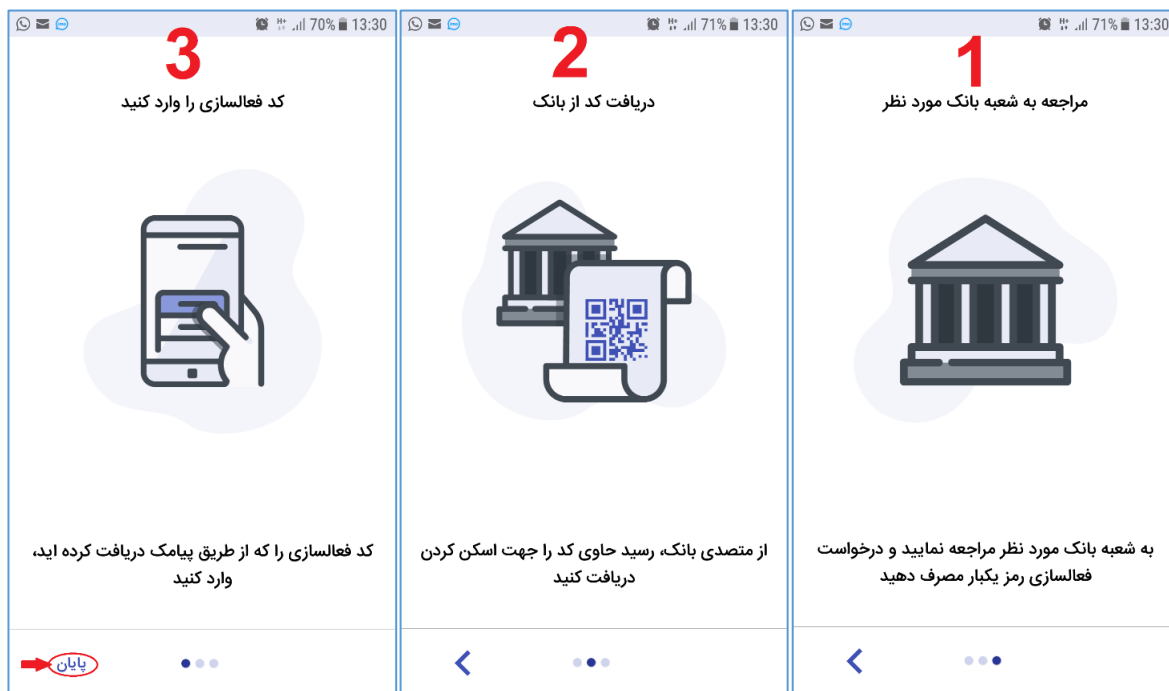 71% 13:30
1
مراجعه به شعبه بانک مورد نظر
به شعبه بانک مورد نظر مراجعه نمایید و درخواست
فعالسازی رمز یکبار مصرف دهید
71% 13:30
2
دریافت کد از بانک
از متصدی بانک، رسید حاوی کد را جهت اسکن کردن
دریافت کنید
70% 13:30
3
کد فعالسازی را وارد کنید
کد فعالسازی را که از طریق پیامک دریافت کرده اید،
وارد کنید
پایان